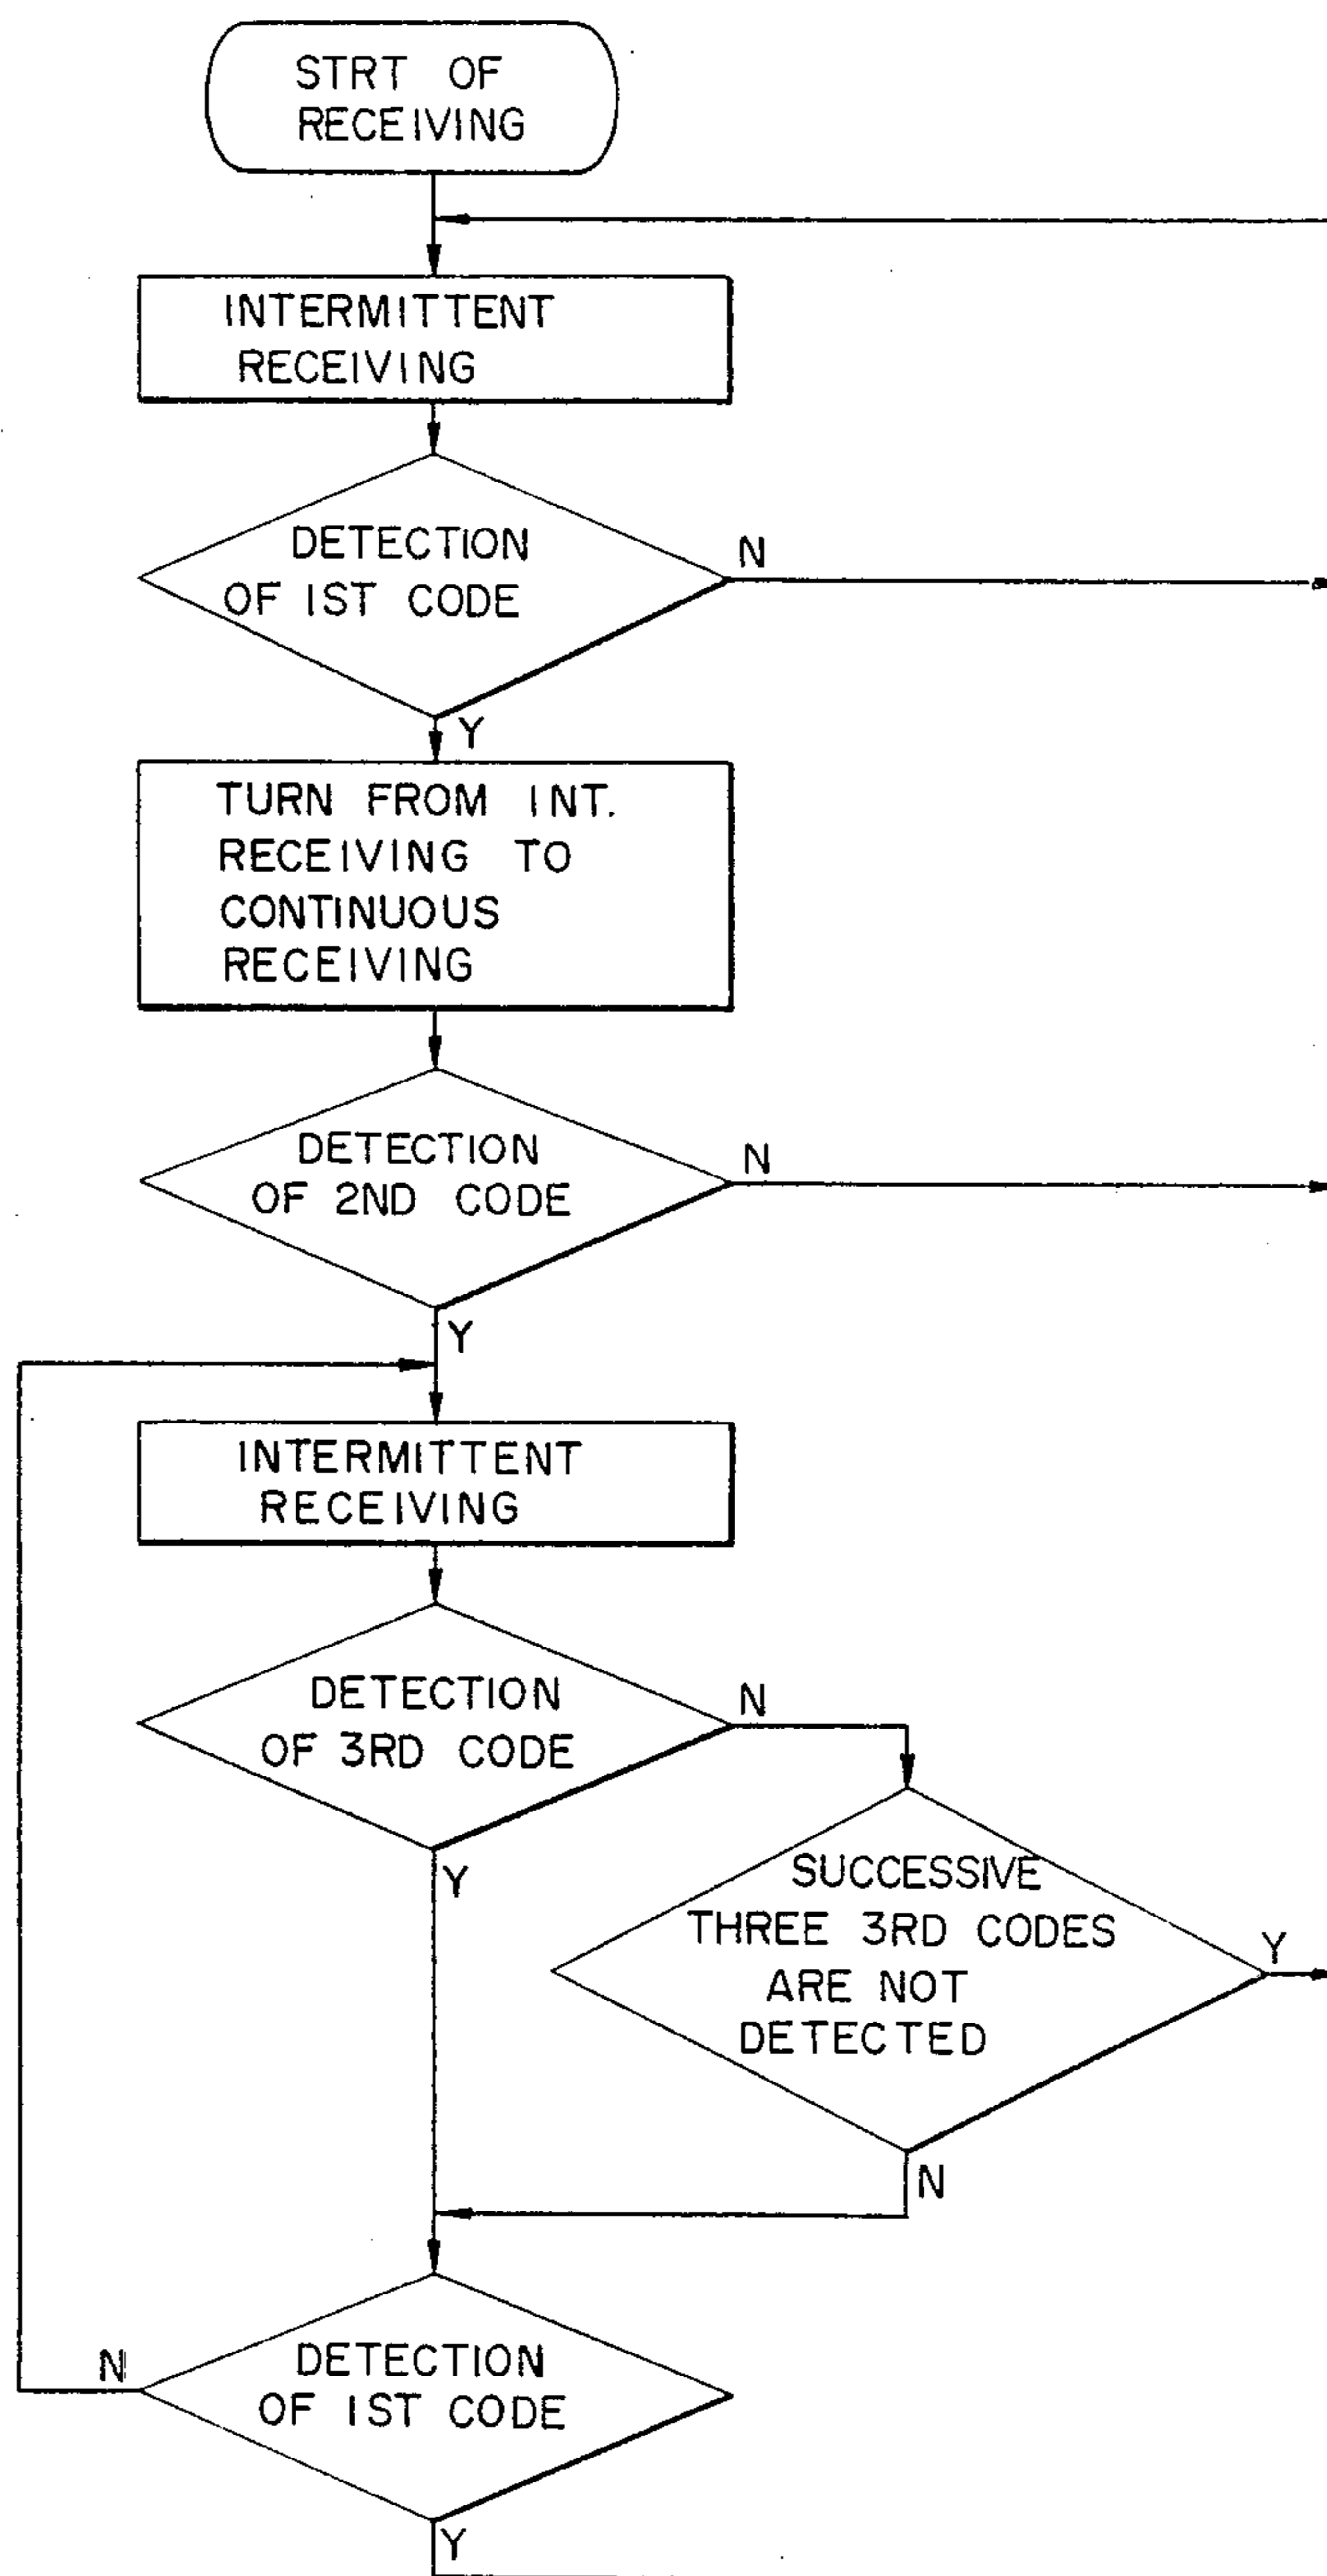 STRT OF
RECEIVING
INTERMITTENT
RECEIVING
DETECTION
OF 1ST CODE
N
Y
TURN FROM INT.
RECEIVING TO
CONTINUOUS
RECEIVING
DETECTION
OF 2ND CODE
N
Y
INTERMITTENT
RECEIVING
DETECTION
OF 3RD CODE
N
Y
SUCCESSIVE
THREE 3RD CODES
ARE NOT
DETECTED
Y
N
DETECTION
OF 1ST CODE
N
Y